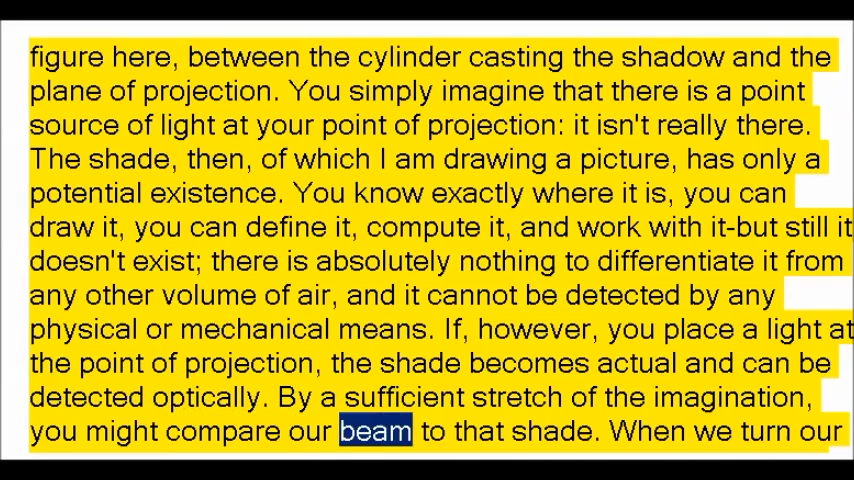 figure here, between the cylinder casting the shadow and the
plane of projection. You simply imagine that there is a point
source of light at your point of projection: it isn't really there.
The shade, then, of which I am drawing a picture, has only a
potential existence. You know exactly where it is, you can
draw it, you can define it, compute it, and work with it-but still it
doesn't exist; there is absolutely nothing to differentiate it from
any other volume of air, and it cannot be detected by any
physical or mechanical means. If, however, you place a light at
the point of projection, the shade becomes actual and can be
detected optically. By a sufficient stretch of the imagination,
you might compare our beam to that shade. When we turn our